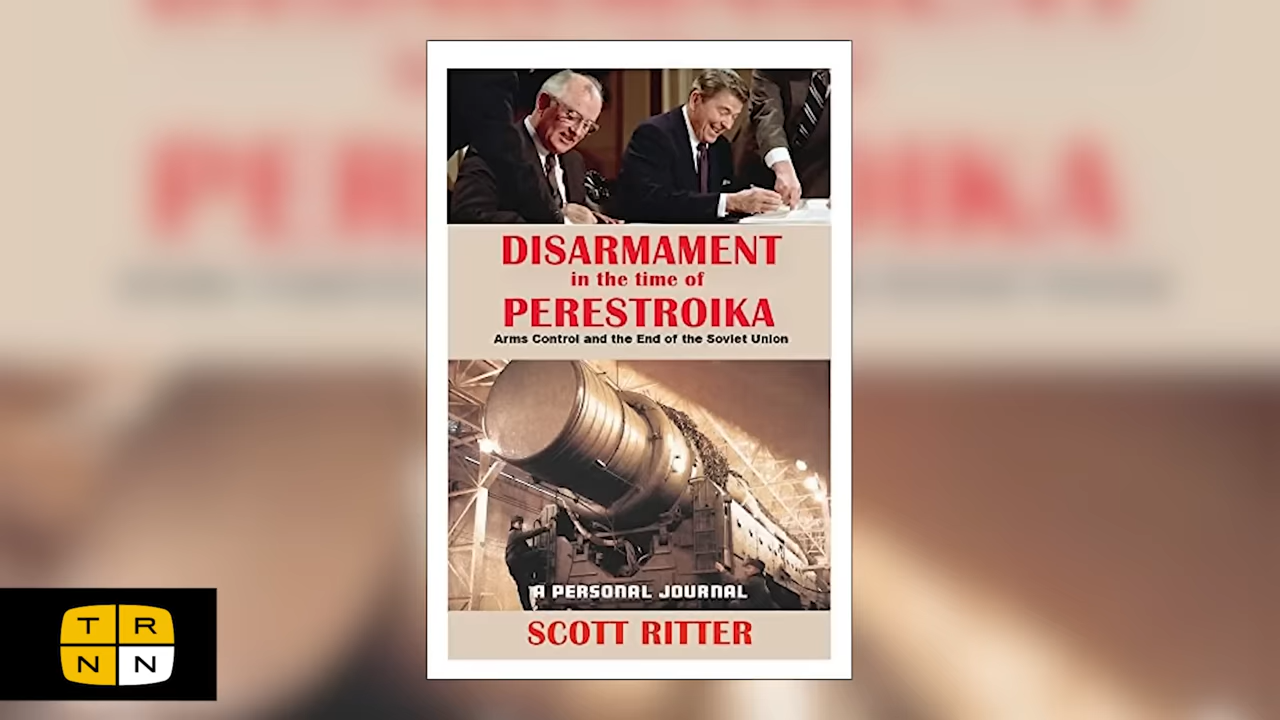 DISARMAMENT
in the time of
PERESTROIKA
Arms Control and the End of the Soviet Union
A PERSONAL JOURNAL
SCOTT RITTER
T R
N N